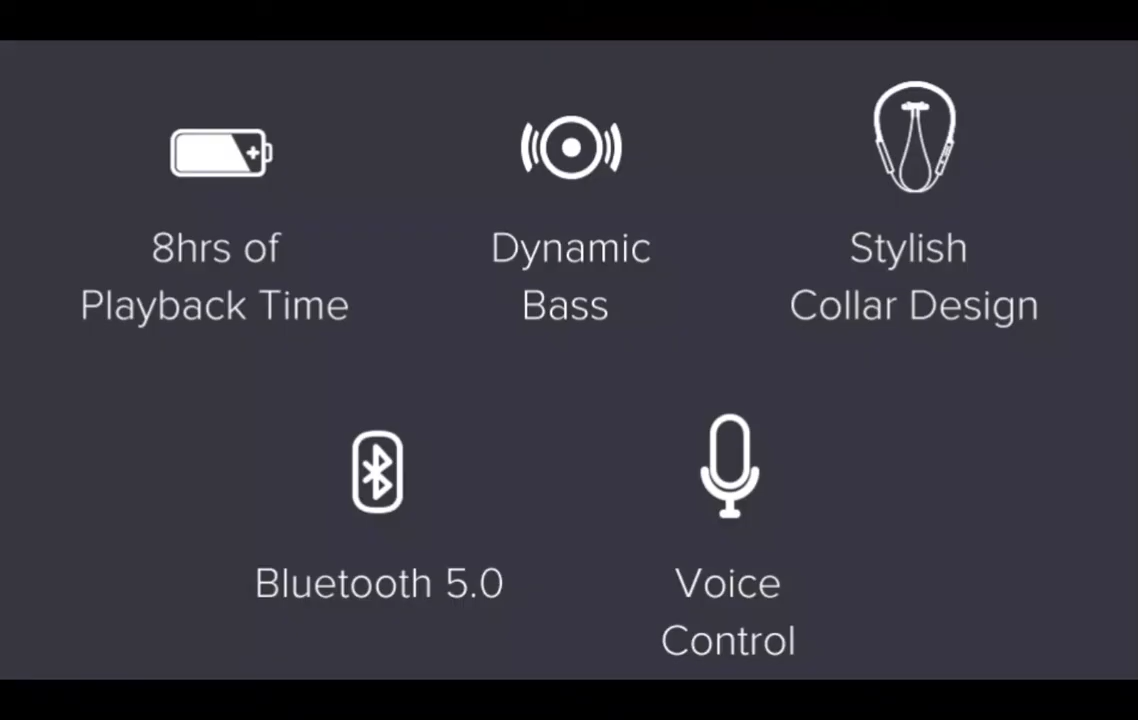 8hrs of
Playback Time
Dynamic
Bass
Stylish
Collar Design
Bluetooth 5.0
Voice
Control